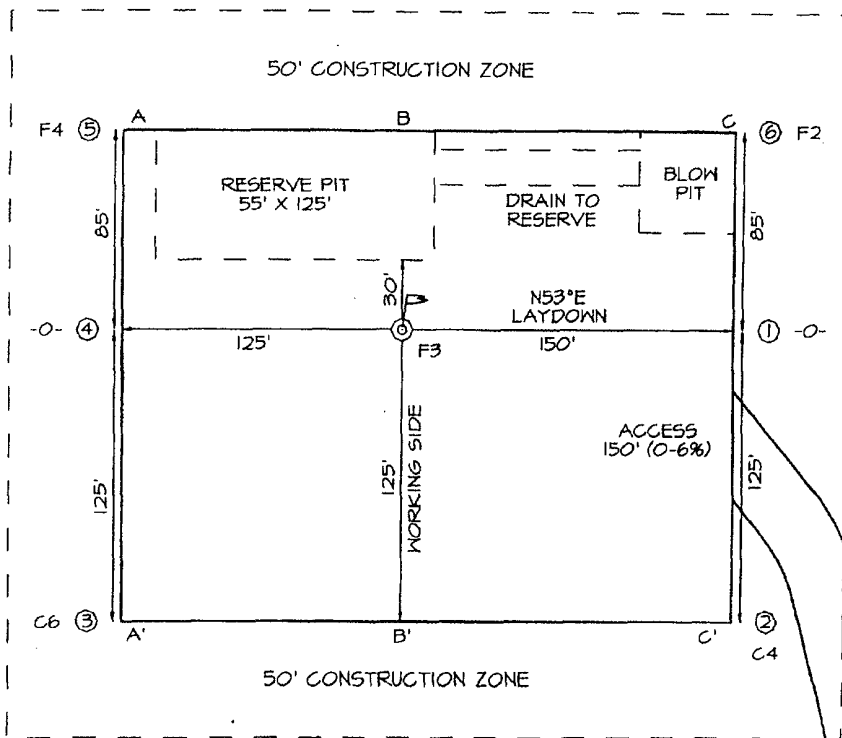 50' CONSTRUCTION ZONE
A
B
C
F4 ⑤
⑥ F2
RESERVE PIT
55' X 125'
BLOW
PIT
DRAIN TO
RESERVE
85'
85'
30'
N53°E
LAYDOWN
-0- ④
① -0-
125'
150'
F3
WORKING SIDE
ACCESS
150' (0-6%)
125'
125'
125'
C6 ③
②
A'
B'
C'
C4
50' CONSTRUCTION ZONE